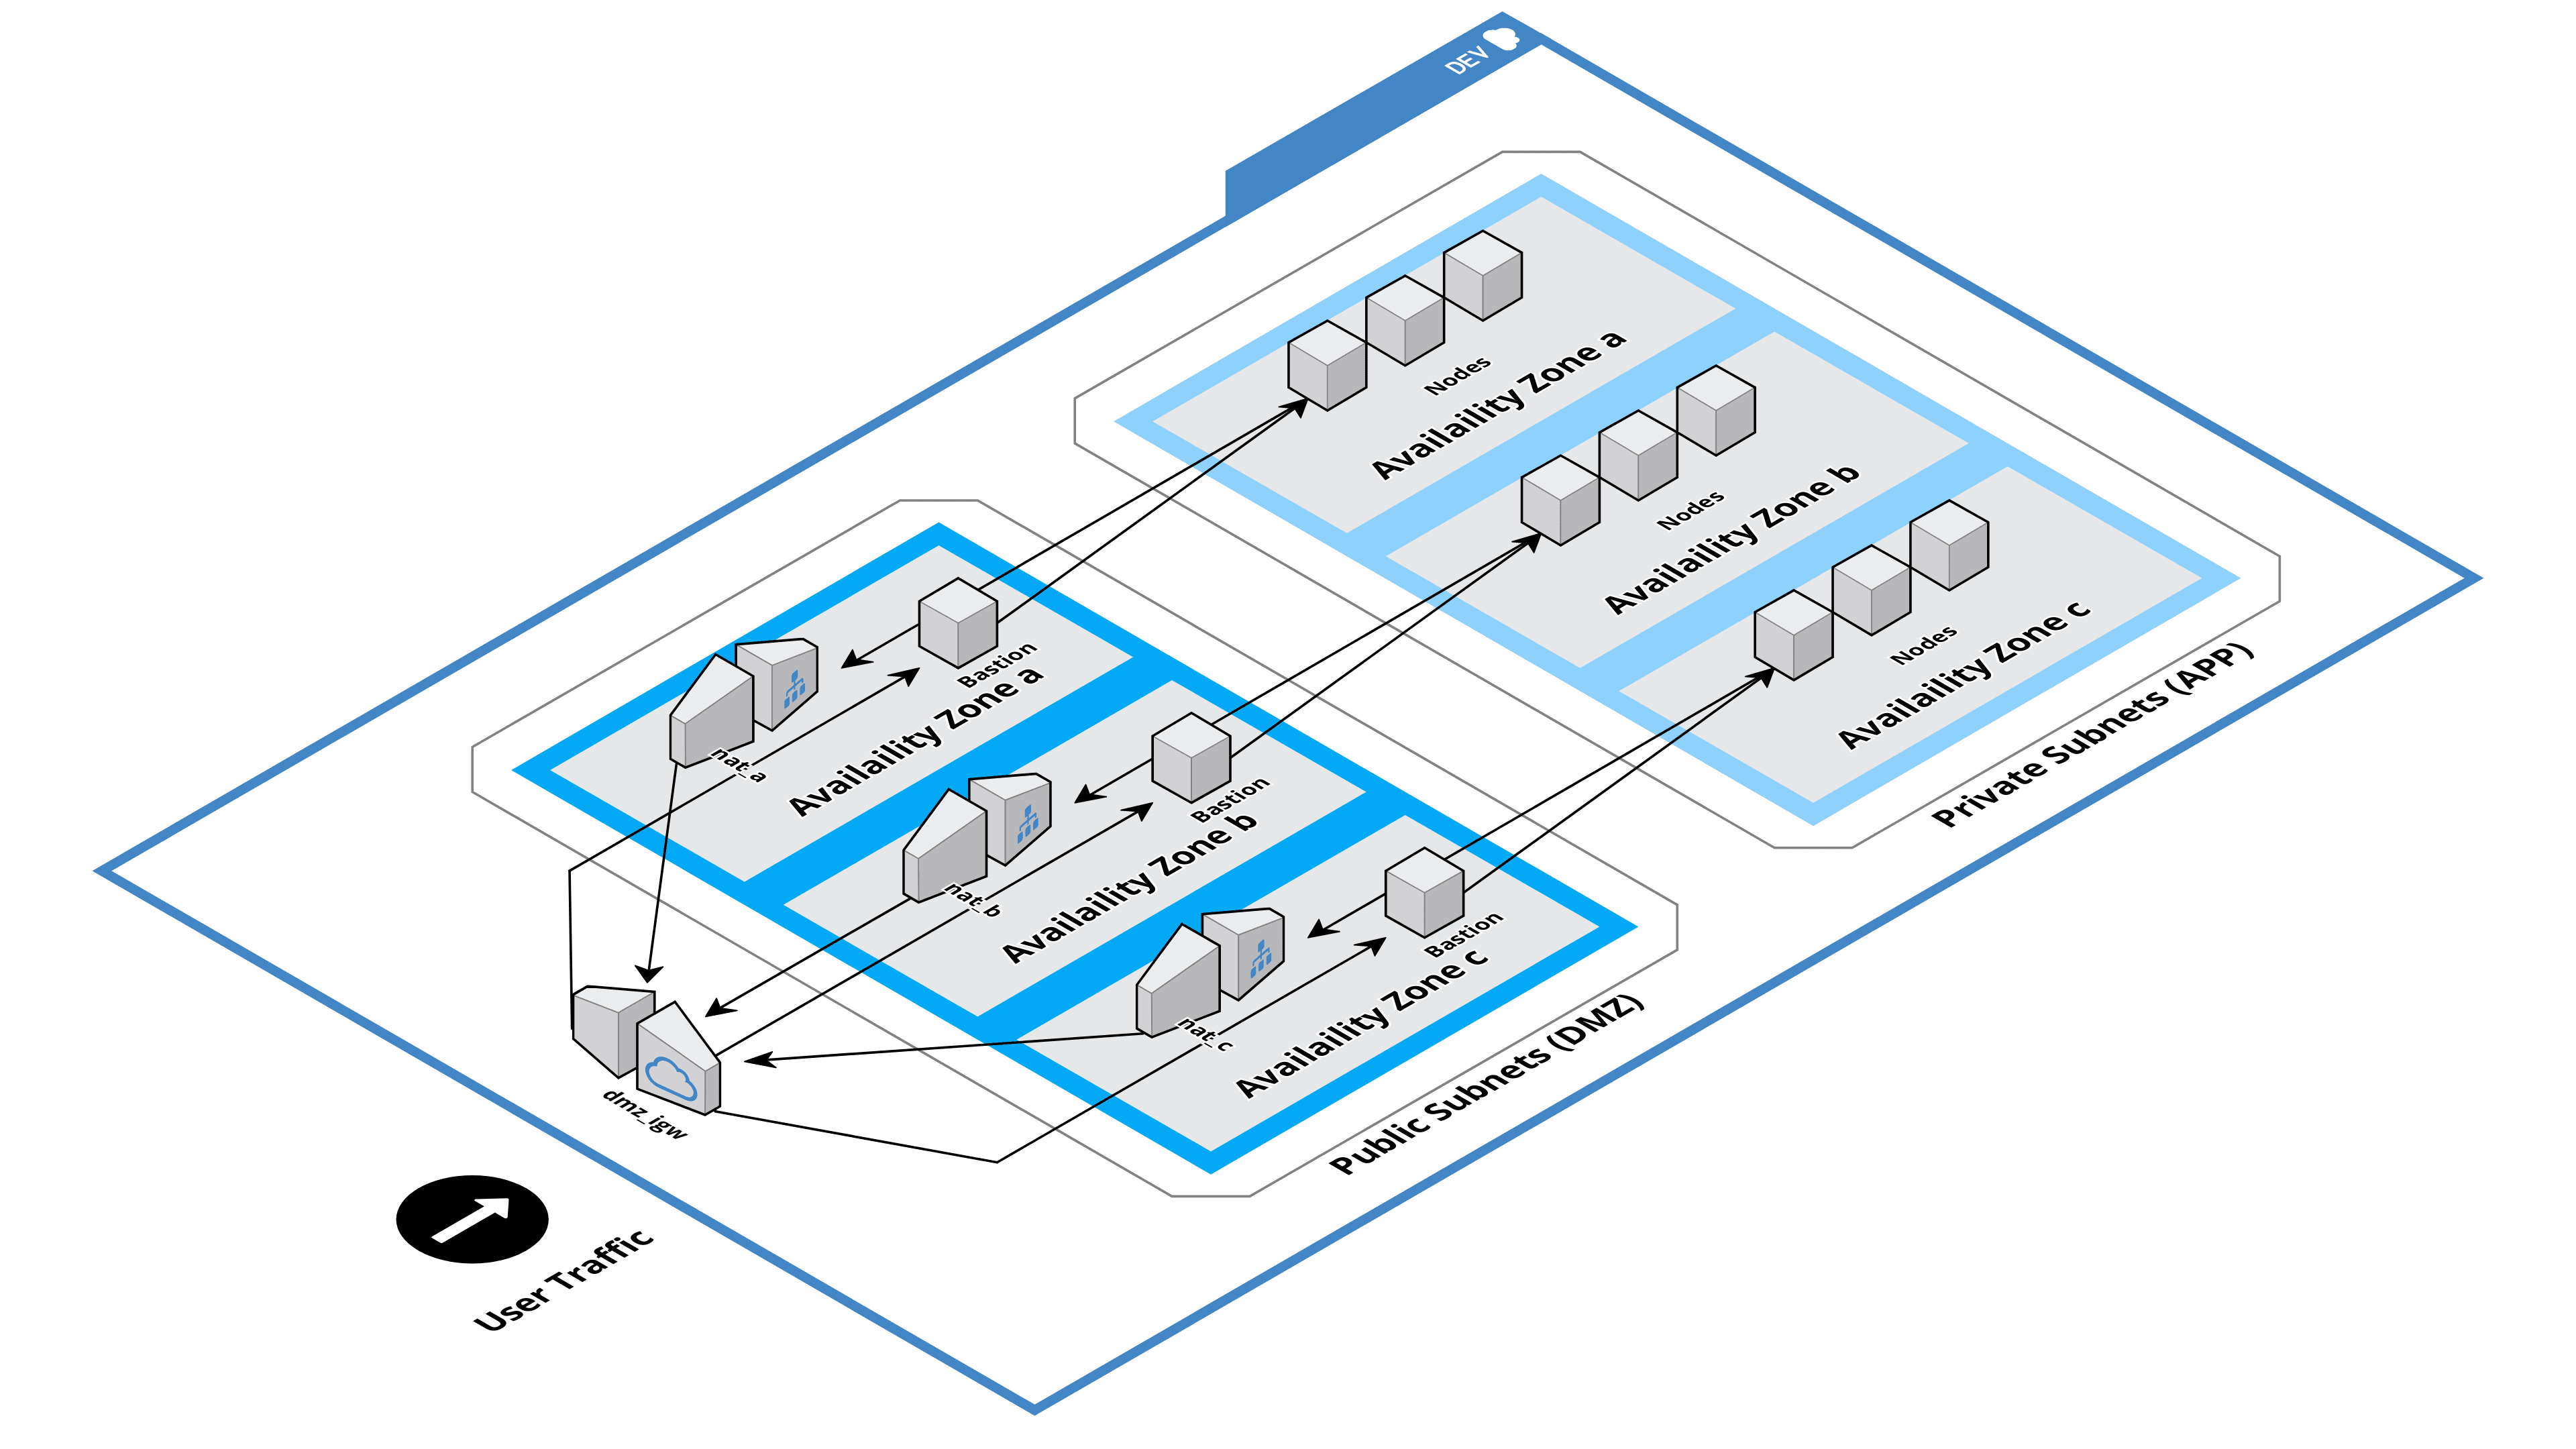 DEV
Nodes
Availaility Zone a
Nodes
Availaility Zone b
Nodes
Availaility Zone c
Private Subnets (APP)
Bastion
nat_a
Availaility Zone a
Bastion
nat_b
Availaility Zone b
Bastion
nat_c
Availaility Zone c
Public Subnets (DMZ)
dmz_igw
User Traffic